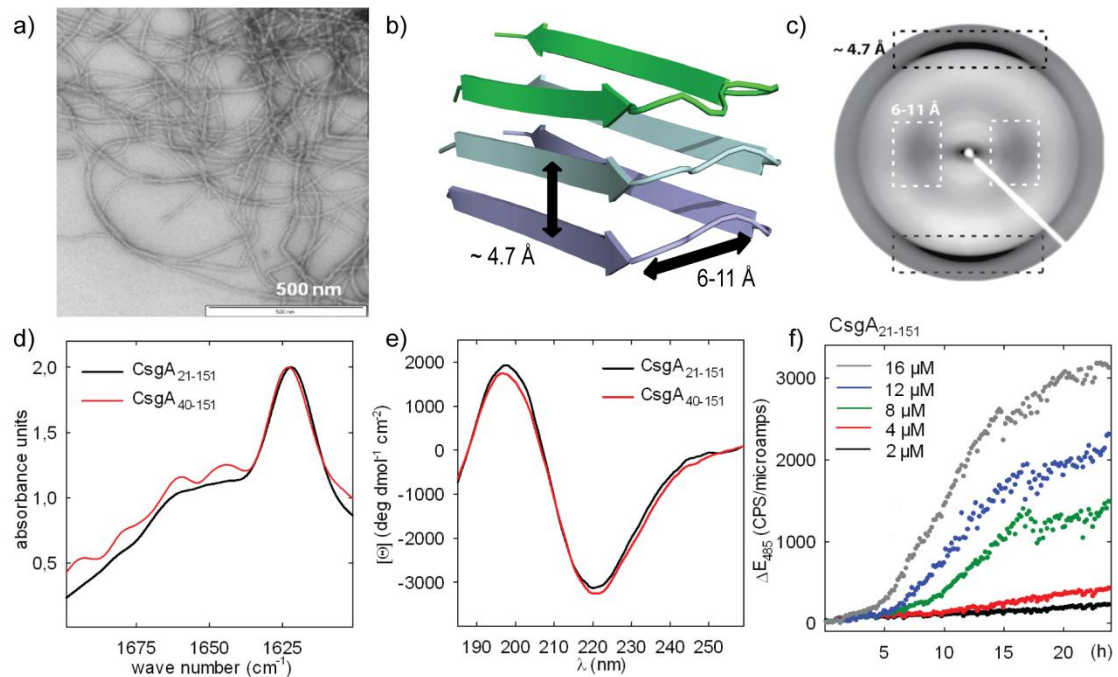 a)
500 nm
500 nm
b)
~ 4.7 Å
6-11 Å
c)
~ 4.7 Å
6-11 Å
d)
CsgA21-151
CsgA40-151
2,0
1,5
1,0
0,5
absorbance units
1675
1650
1625
wave number (cm-1)
e)
CsgA21-151
CsgA40-151
2000
1000
0
-1000
-2000
-3000
[Θ] (deg dmol-1 cm-2)
190 200 210 220 230 240 250
λ (nm)
f)
CsgA21-151
16 µM
12 µM
8 µM
4 µM
2 µM
3000
2000
1000
0
ΔE485 (CPS/microamps)
5 10 15 20 (h)